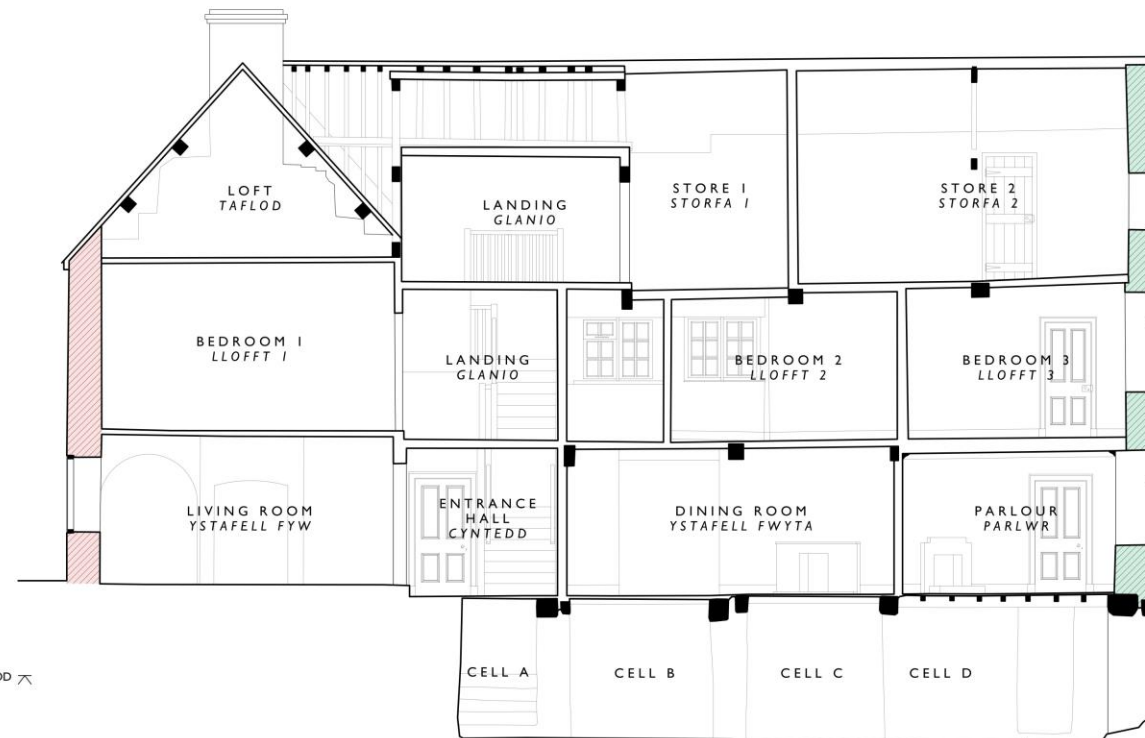 LOFT
TAFLOD
LANDING
GLANIO
STORE 1
STORFA 1
STORE 2
STORFA 2
BEDROOM 1
LLOFFT 1
LANDING
GLANIO
BEDROOM 2
LLOFFT 2
BEDROOM 3
LLOFFT 3
LIVING ROOM
YSTAFELL FYW
ENTRANCE
HALL
CYNTEDD
DINING ROOM
YSTAFELL FWYTA
PARLOUR
PARLWR
CELL A
CELL B
CELL C
CELL D